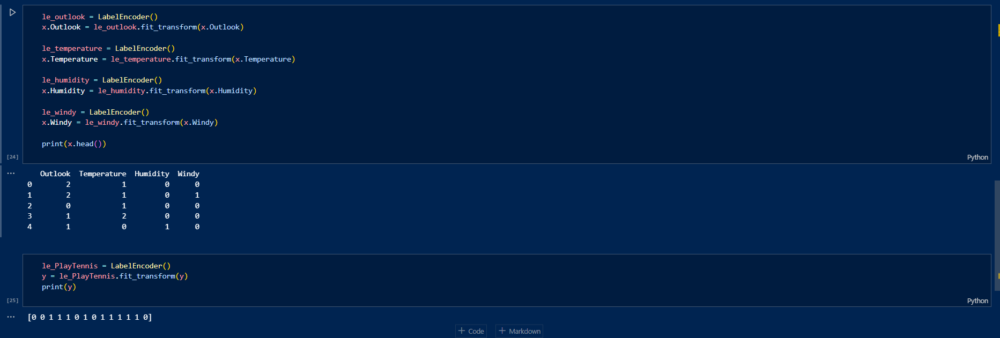 le_outlook = LabelEncoder()
x.Outlook = le_outlook.fit_transform(x.Outlook)
le_temperature = LabelEncoder()
x.Temperature = le_temperature.fit_transform(x.Temperature)
le_humidity = LabelEncoder()
x.Humidity = le_humidity.fit_transform(x.Humidity)
le_windy = LabelEncoder()
x.Windy = le_windy.fit_transform(x.Windy)
print(x.head())
[24]
Python
... Outlook Temperature Humidity Windy
0 2 1 0 0
1 2 1 0 1
2 0 1 0 0
3 1 2 0 0
4 1 0 1 0
le_PlayTennis = LabelEncoder()
y = le_PlayTennis.fit_transform(y)
print(y)
[25]
Python
... [0 0 1 1 1 0 1 0 1 1 1 1 1 0]
+ Code + Markdown